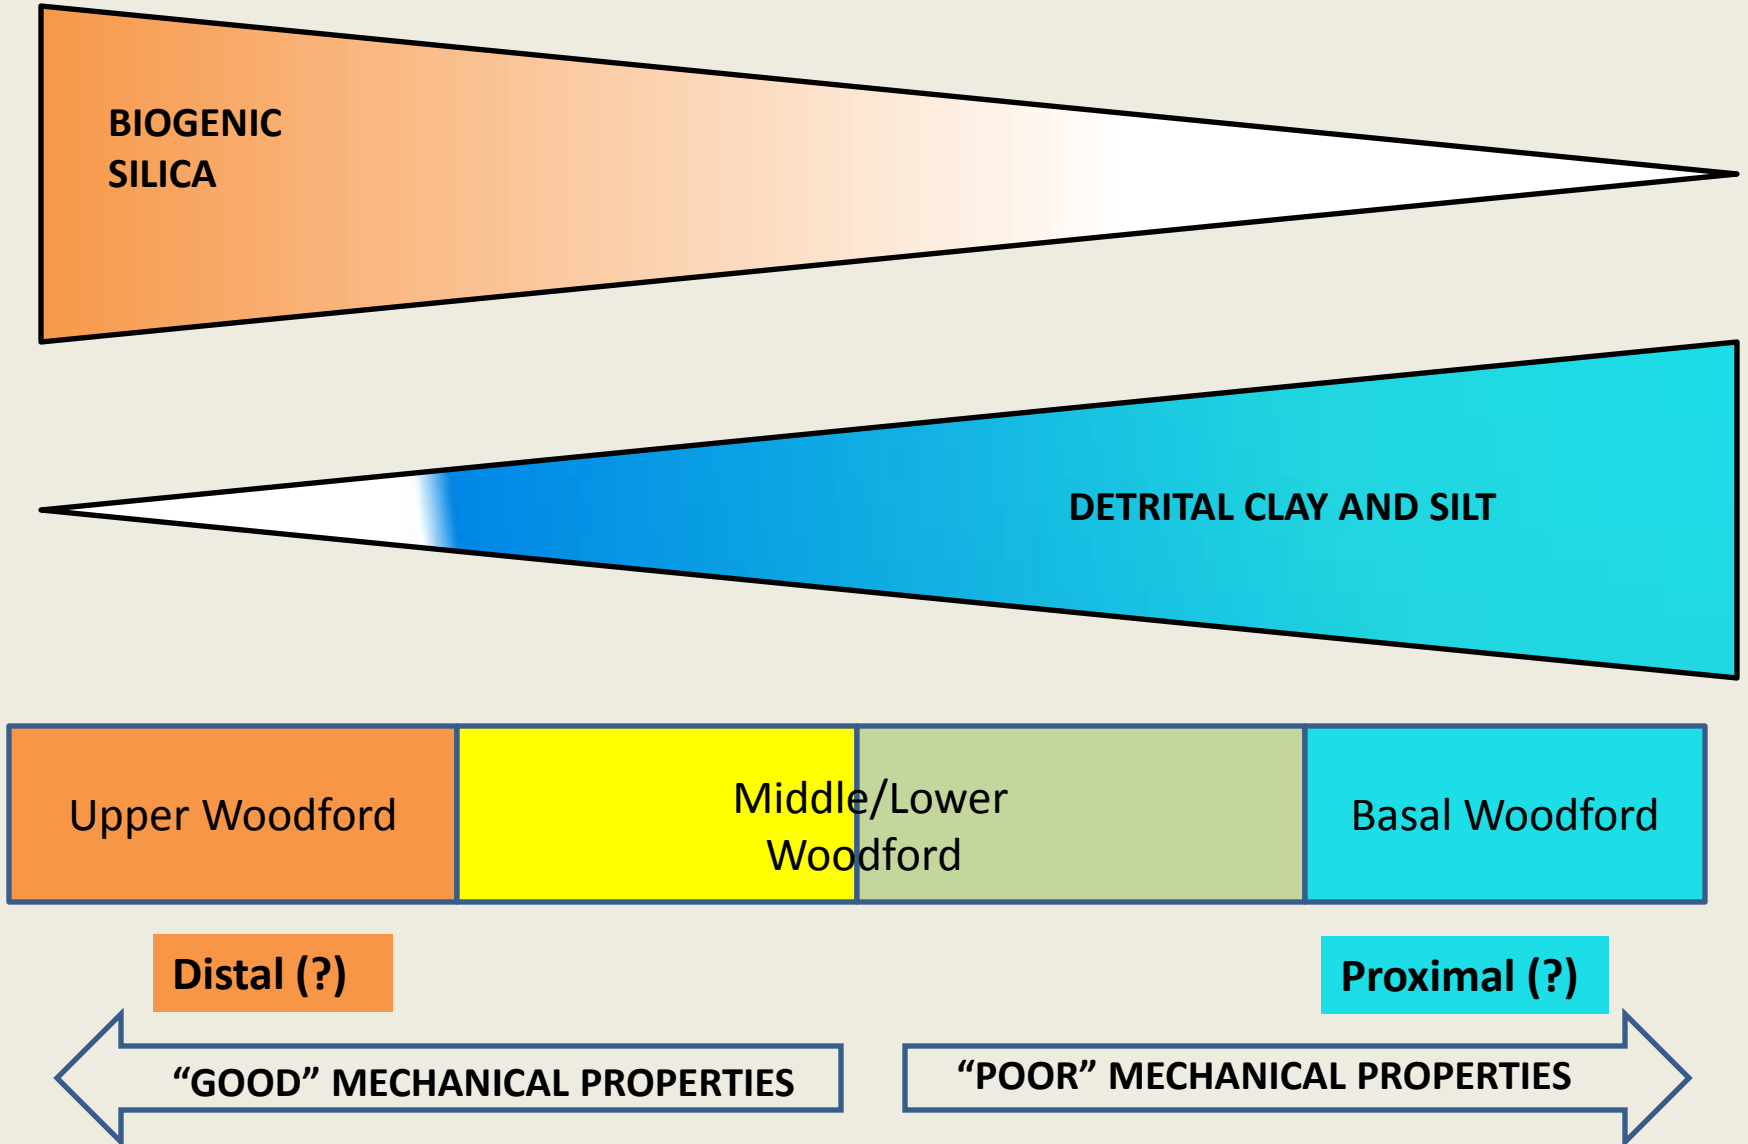 BIOGENIC
SILICA
DETRITAL CLAY AND SILT
Upper Woodford
Middle/Lower
Woodford
Basal Woodford
Distal (?)
Proximal (?)
“GOOD” MECHANICAL PROPERTIES
“POOR” MECHANICAL PROPERTIES